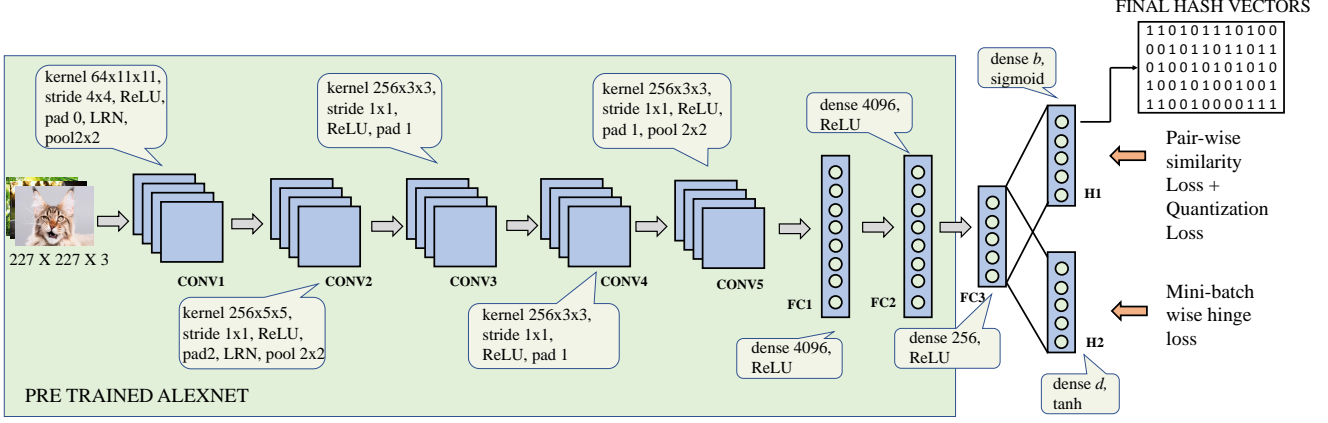 FINAL HASH VECTORS
1 1 0 1 0 1 1 1 0 1 0 0
0 0 1 0 1 1 0 1 1 0 1 1
0 1 0 0 1 0 1 0 1 0 1 0
1 0 0 1 0 1 0 0 1 0 0 1
1 1 0 0 1 0 0 0 0 1 1 1
kernel 64x11x11,
stride 4x4, ReLU,
pad 0, LRN,
pool2x2
kernel 256x3x3,
stride 1x1,
ReLU, pad 1
kernel 256x3x3,
stride 1x1, ReLU,
pad 1, pool 2x2
dense 4096,
ReLU
dense b,
sigmoid
227 X 227 X 3
CONV1
CONV2
CONV3
CONV4
CONV5
FC1
FC2
FC3
H1
H2
Pair-wise
similarity
Loss +
Quantization
Loss
Mini-batch
wise hinge
loss
kernel 256x5x5,
stride 1x1, ReLU,
pad2, LRN, pool 2x2
kernel 256x3x3,
stride 1x1,
ReLU, pad 1
dense 4096,
ReLU
dense 256,
ReLU
dense d,
tanh
PRE TRAINED ALEXNET